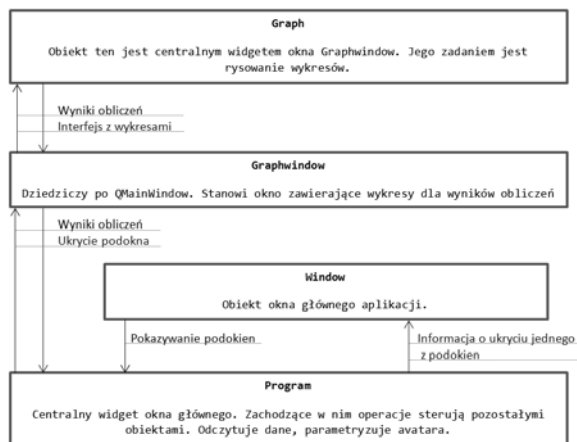 Graph
Obiekt ten jest centralnym widgetem okna Graphwindow. Jego zadaniem jest
rysowanie wykresów.
Wyniki obliczeń
Interfejs z wykresami
Graphwindow
Dziedziczy po QMainWindow. Stanowi okno zawierające wykresy dla wyników obliczeń
Wyniki obliczeń
Ukrycie podokna
Window
Obiekt okna głównego aplikacji.
Pokazywanie podokien
Informacja o ukryciu jednego
z podokien
Program
Centralny widget okna głównego. Zachodzące w nim operacje sterują pozostałymi
obiektami. Odczytuje dane, parametryzuje avatara.